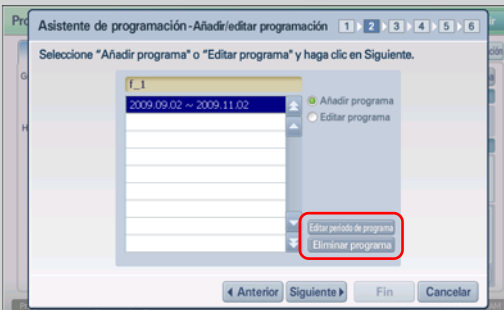 Asistente de programación-Añadir/editar programación 1 2 3 4 5 6
Seleccione "Añadir programa" o "Editar programa" y haga clic en Siguiente.
f_1
2009.09.02 ~ 2009.11.02
Añadir programa
Editar programa
Editar periodo de programa
Eliminar programa
Anterior Siguiente Fin Cancelar